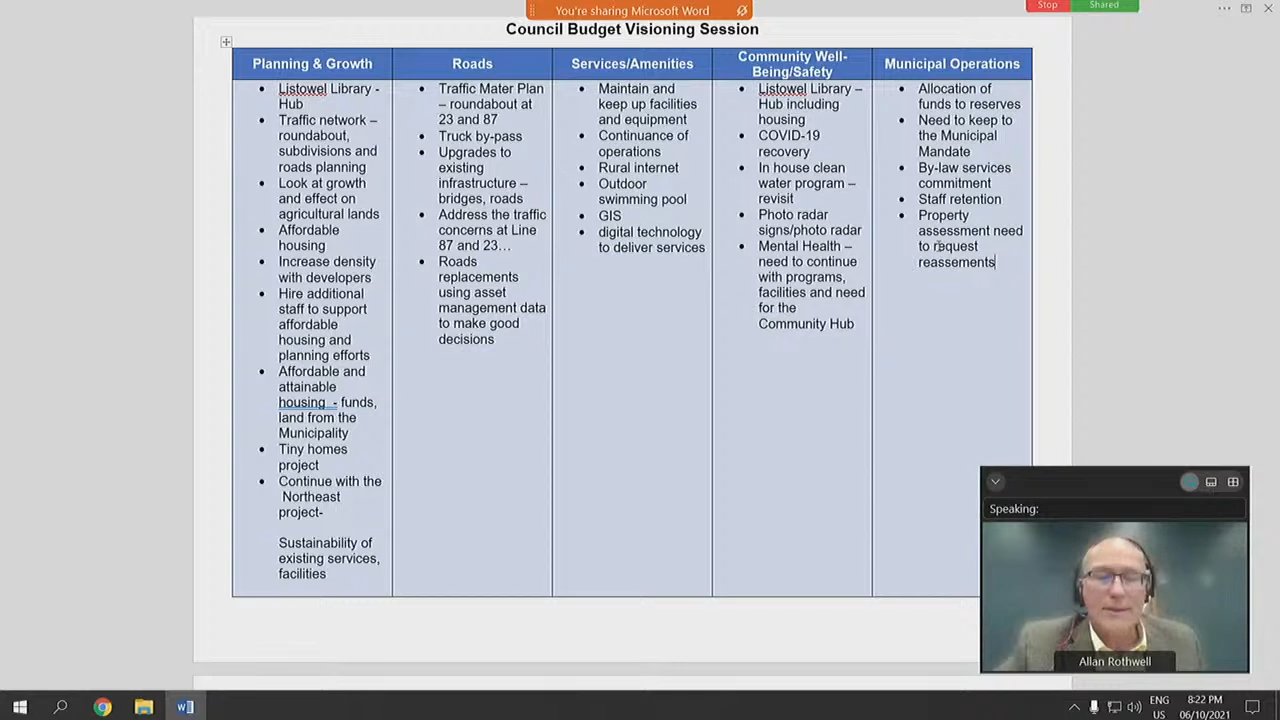 You're sharing Microsoft Word
Stop
Shared
Council Budget Visioning Session
Planning & Growth
Listowel Library -
Hub
Traffic network –
roundabout,
subdivisions and
roads planning
Look at growth
and effect on
agricultural lands
Affordable
housing
Increase density
with developers
Hire additional
staff to support
affordable
housing and
planning efforts
Affordable and
attainable
housing - funds,
land from the
Municipality
Tiny homes
project
Continue with the
Northeast
project-
Sustainability of
existing services,
facilities
Roads
Traffic Mater Plan
– roundabout at
23 and 87
Truck by-pass
Upgrades to
existing
infrastructure –
bridges, roads
Address the traffic
concerns at Line
87 and 23…
Roads
replacements
using asset
management data
to make good
decisions
Services/Amenities
Maintain and
keep up facilities
and equipment
Continuance of
operations
Rural internet
Outdoor
swimming pool
GIS
digital technology
to deliver services
Community Well-
Being/Safety
Listowel Library –
Hub including
housing
COVID-19
recovery
In house clean
water program –
revisit
Photo radar
signs/photo radar
Mental Health –
need to continue
with programs,
facilities and need
for the
Community Hub
Municipal Operations
Allocation of
funds to reserves
Need to keep to
the Municipal
Mandate
By-law services
commitment
Staff retention
Property
assessment need
to request
reassements
Speaking:
Allan Rothwell
ENG
US
8:22 PM
06/10/2021